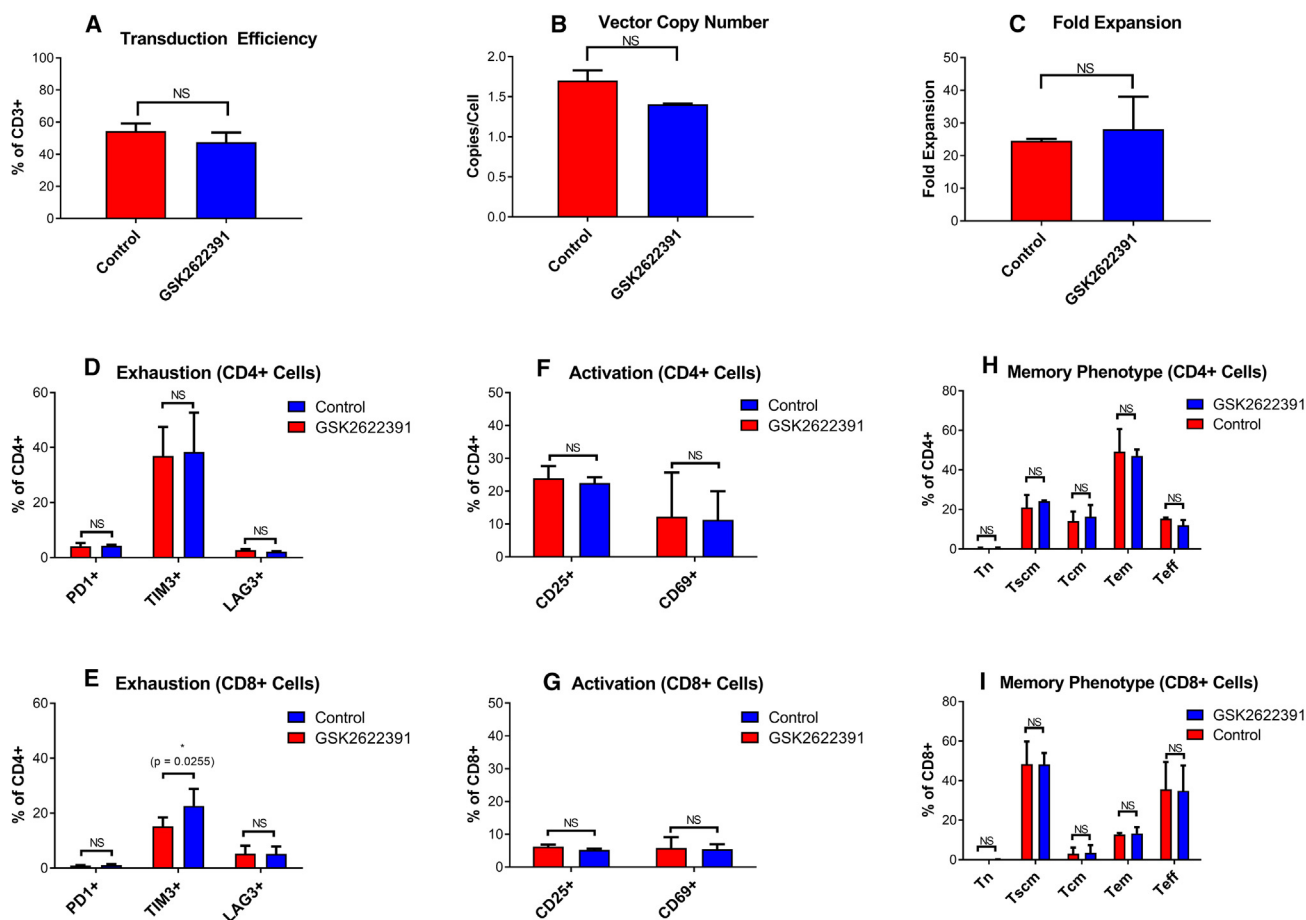 A
Transduction Efficiency
% of CD3+
100
80
60
40
20
0
NS
Control
GSK2622391
B
Vector Copy Number
Copies/Cell
2.0
1.5
1.0
0.5
0.0
NS
Control
GSK2622391
C
Fold Expansion
Fold Expansion
50
40
30
20
10
0
NS
Control
GSK2622391
D
Exhaustion (CD4+ Cells)
% of CD4+
60
40
20
0
NS
NS
NS
Control
GSK2622391
PD1+
TIM3+
LAG3+
F
Activation (CD4+ Cells)
% of CD4+
50
40
30
20
10
0
NS
NS
Control
GSK2622391
CD25+
CD69+
H
Memory Phenotype (CD4+ Cells)
% of CD4+
80
60
40
20
0
NS
NS
NS
NS
NS
GSK2622391
Control
Tn
Tscm
Tcm
Tem
Teff
E
Exhaustion (CD8+ Cells)
% of CD4+
60
40
20
0
NS
*
(p = 0.0255)
NS
Control
GSK2622391
PD1+
TIM3+
LAG3+
G
Activation (CD8+ Cells)
% of CD8+
50
40
30
20
10
0
NS
NS
Control
GSK2622391
CD25+
CD69+
I
Memory Phenotype (CD8+ Cells)
% of CD8+
80
60
40
20
0
NS
NS
NS
NS
NS
GSK2622391
Control
Tn
Tscm
Tcm
Tem
Teff